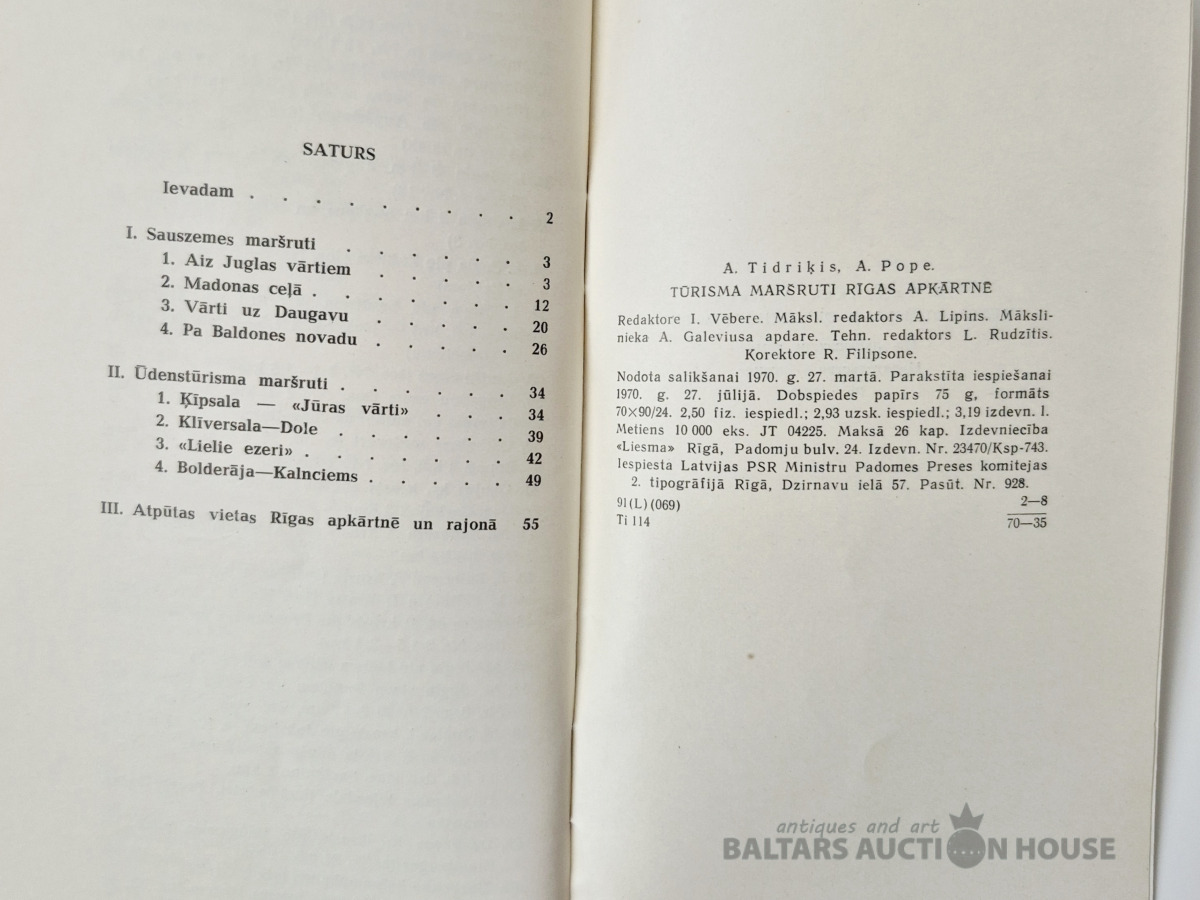 SATURS
Ievadam . . . . . . . . . 2
I. Sauszemes maršruti . . . . . . 3
1. Aiz Juglas vārtiem . . . . . 3
2. Madonas ceļā . . . . . . . 12
3. Vārti uz Daugavu . . . . . 20
4. Pa Baldones novadu . . . . . 26
II. Ūdenstūrisma maršruti . . . . . . 34
1. Ķīpsala — «Jūras vārti» . . . . 34
2. Klīversala—Dole . . . . . . 39
3. «Lielie ezeri» . . . . . . . 42
4. Bolderāja—Kalnciems . . . . . 49
III. Atpūtas vietas Rīgas apkārtnē un rajonā 55
A. Tidriķis, A. Pope.
TŪRISMA MARŠRUTI RĪGAS APKĀRTNĒ
Redaktore I. Vēbere. Māksl. redaktors A. Lipins. Māksli-
nieka A. Galeviusa apdare. Tehn. redaktors L. Rudzītis.
Korektore R. Filipsone.
Nodota salikšanai 1970. g. 27. martā. Parakstīta iespiešanai
1970. g. 27. jūlijā. Dobspiedes papīrs 75 g, formāts
70×90/24. 2,50 fiz. iespiedl.; 2,93 uzsk. iespiedl.; 3,19 izdevn. l.
Metiens 10 000 eks. JT 04225. Maksā 26 kap. Izdevniecība
«Liesma» Rīgā, Padomju bulv. 24. Izdevn. Nr. 23470/Ksp-743.
Iespiesta Latvijas PSR Ministru Padomes Preses komitejas
2. tipogrāfijā Rīgā, Dzirnavu ielā 57. Pasūt. Nr. 928.
91(L)(069) 2—8
Ti 114 70—35
antiques and art
BALTARS AUCTION HOUSE